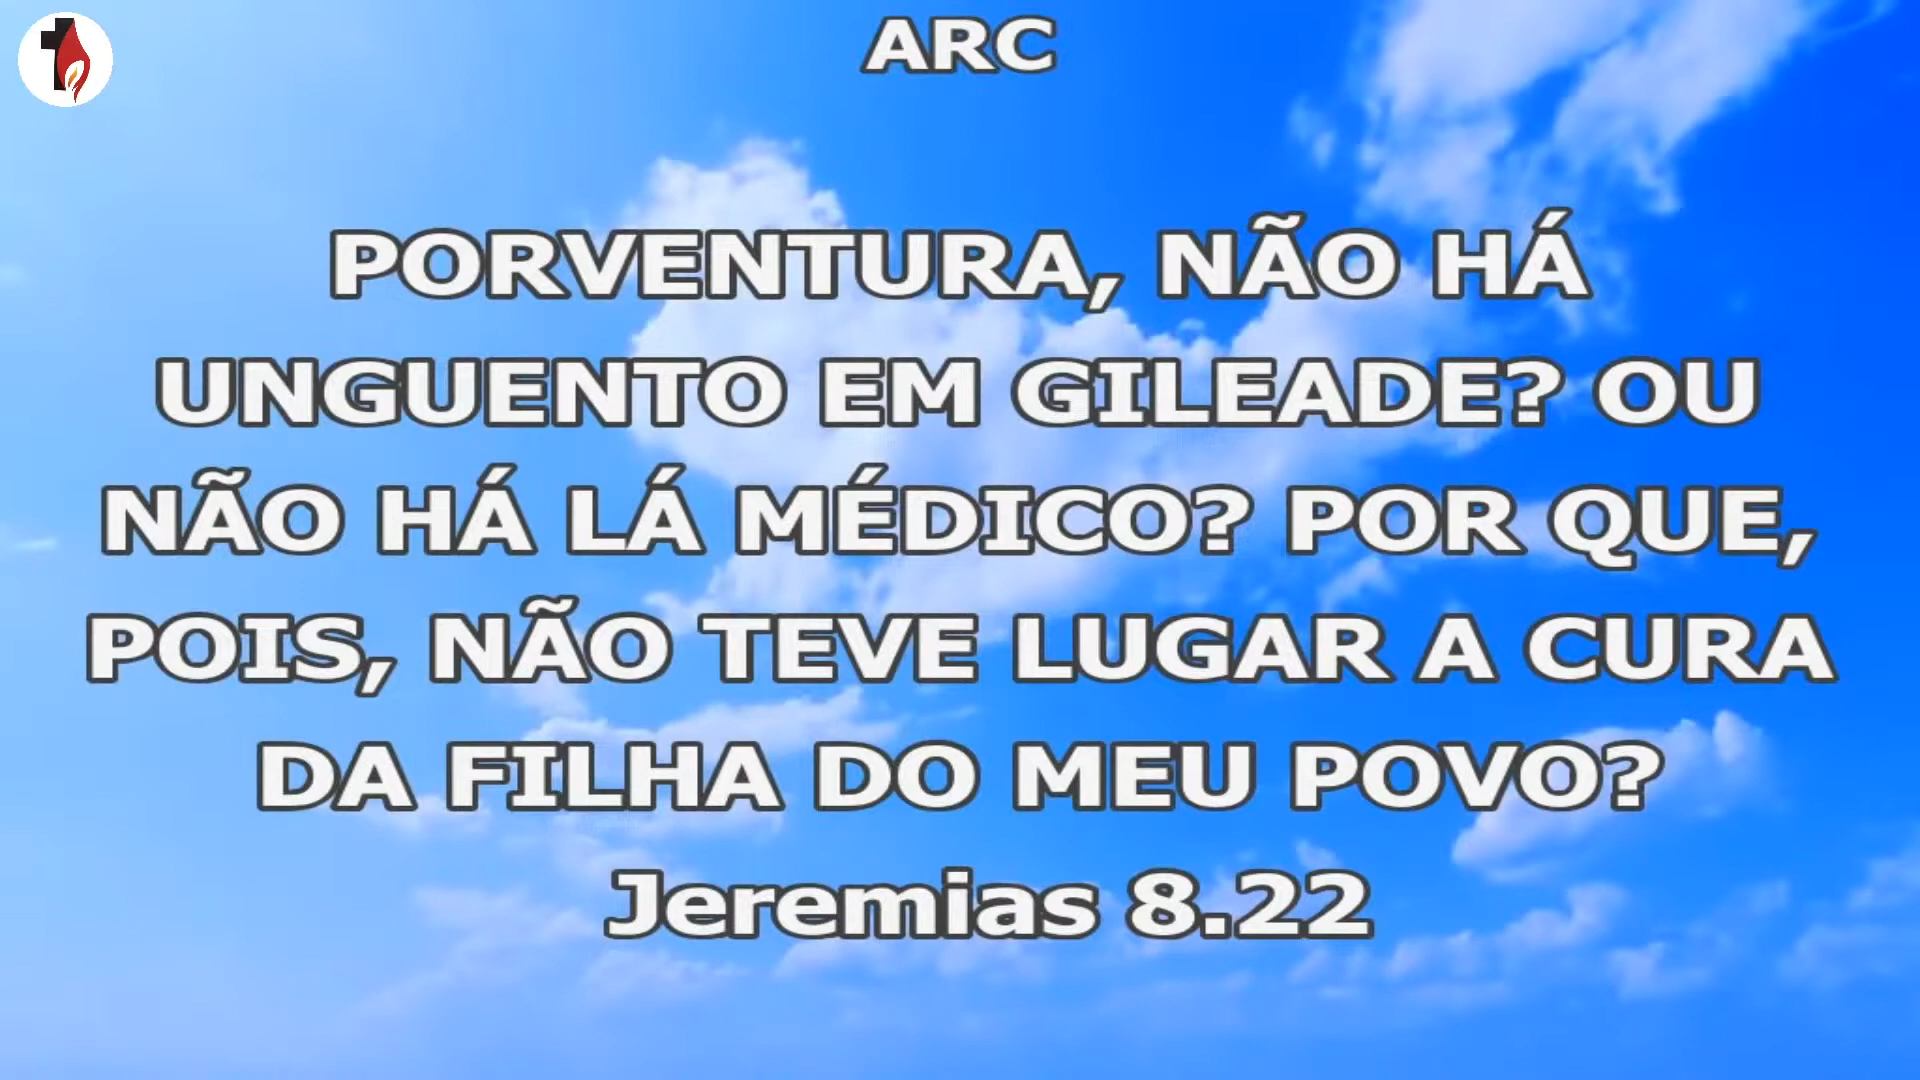 ARC
PORVENTURA, NÃO HÁ
UNGUENTO EM GILEADE? OU
NÃO HÁ LÁ MÉDICO? POR QUE,
POIS, NÃO TEVE LUGAR A CURA
DA FILHA DO MEU POVO?
Jeremias 8.22